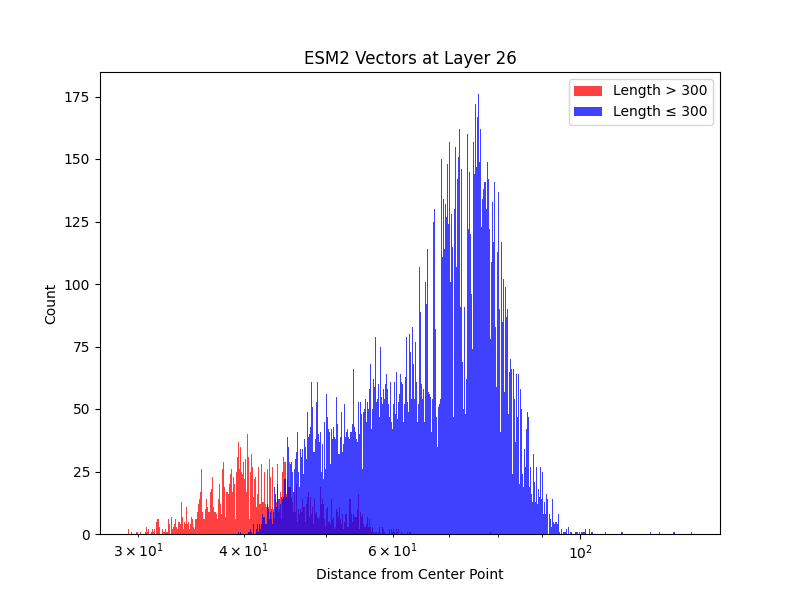 ESM2 Vectors at Layer 26
Length > 300
Length ≤ 300
Count
175
150
125
100
75
50
25
0
3 × 10¹
4 × 10¹
6 × 10¹
10²
Distance from Center Point